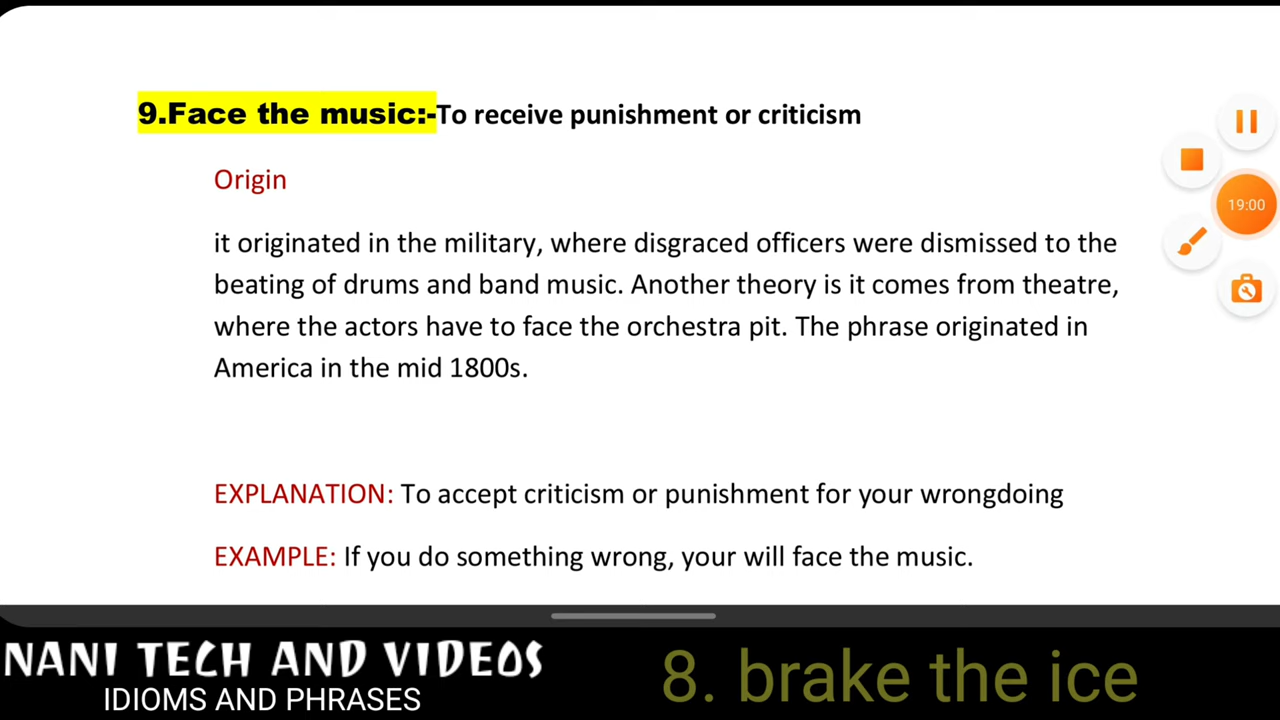 9.Face the music:-To receive punishment or criticism
Origin
19:00
it originated in the military, where disgraced officers were dismissed to the
beating of drums and band music. Another theory is it comes from theatre,
where the actors have to face the orchestra pit. The phrase originated in
America in the mid 1800s.
EXPLANATION: To accept criticism or punishment for your wrongdoing
EXAMPLE: If you do something wrong, your will face the music.
NANI TECH AND VIDEOS
IDIOMS AND PHRASES
8. brake the ice